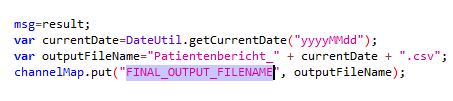 msg=result;
var currentDate=DateUtil.getCurrentDate("yyyyMMdd");
var outputFileName="Patientenbericht_" + currentDate + ".csv";
channelMap.put("FINAL_OUTPUT_FILENAME", outputFileName);